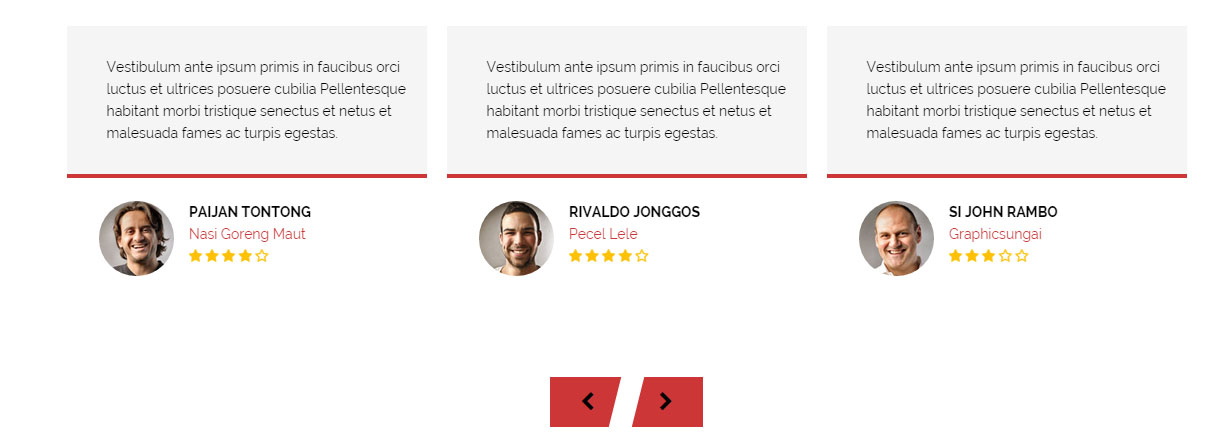 Vestibulum ante ipsum primis in faucibus orci
luctus et ultrices posuere cubilia Pellentesque
habitant morbi tristique senectus et netus et
malesuada fames ac turpis egestas.
PAIJAN TONTONG
Nasi Goreng Maut
Vestibulum ante ipsum primis in faucibus orci
luctus et ultrices posuere cubilia Pellentesque
habitant morbi tristique senectus et netus et
malesuada fames ac turpis egestas.
RIVALDO JONGGOS
Pecel Lele
Vestibulum ante ipsum primis in faucibus orci
luctus et ultrices posuere cubilia Pellentesque
habitant morbi tristique senectus et netus et
malesuada fames ac turpis egestas.
SI JOHN RAMBO
Graphicsungai